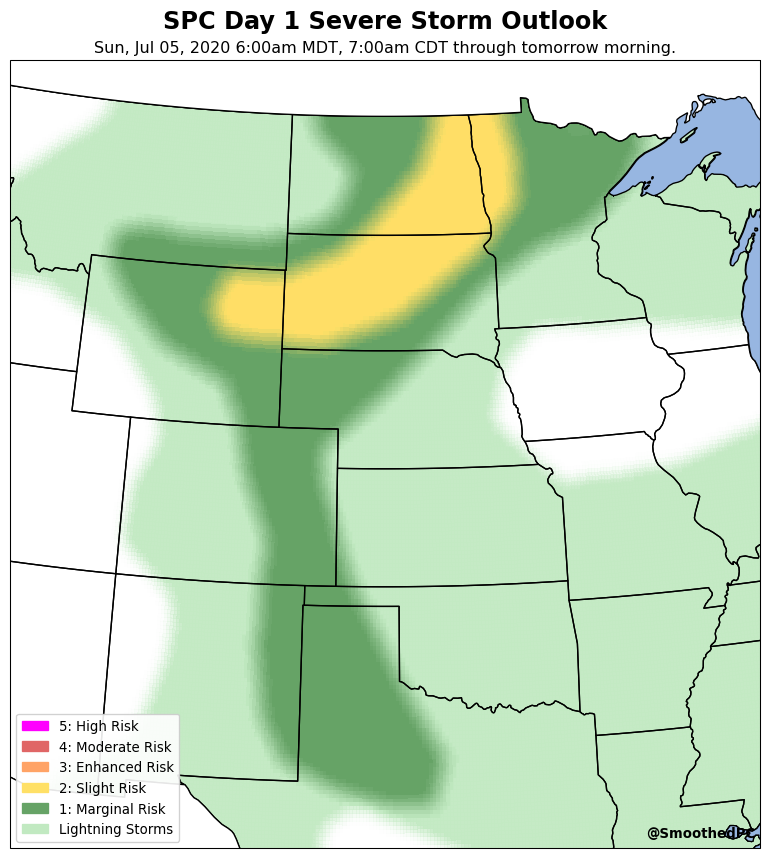 SPC Day 1 Severe Storm Outlook
Sun, Jul 05, 2020 6:00am MDT, 7:00am CDT through tomorrow morning.
5: High Risk
4: Moderate Risk
3: Enhanced Risk
2: Slight Risk
1: Marginal Risk
Lightning Storms